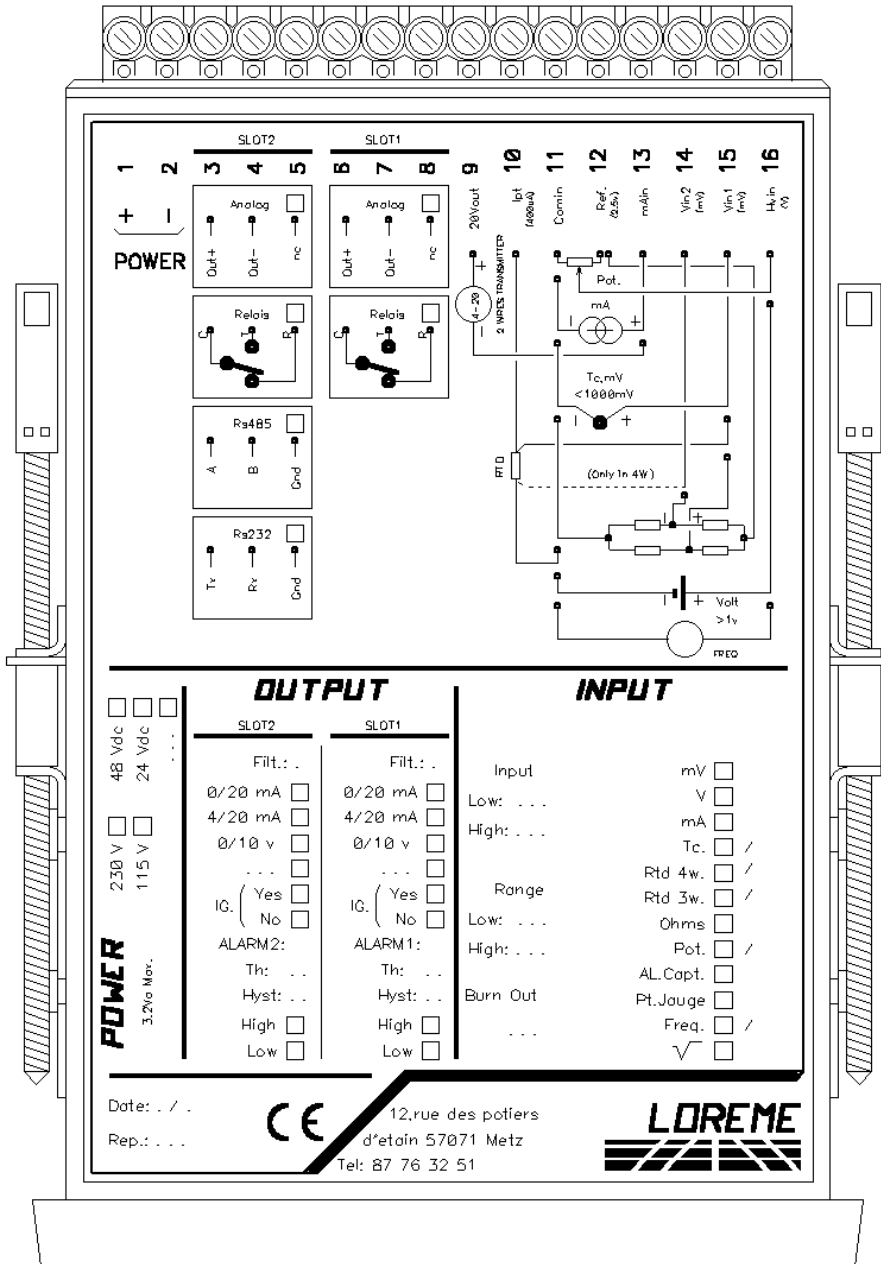 SLOT2 SLOT1
1 2 3 4 5 6 7 8 9 10 11 12 13 14 15 16
+ –
POWER
20Vout
Ipt (400uA)
Comin
Ref. (2.5v)
mAin
Vin2 (mV)
Vin1 (mV)
Hvin (V)
Analog
Out+ Out- nc
Analog
Out+ Out- nc
Relais
C T R
Relais
C T R
Rs485
A B Gnd
Rs232
Tx Rx Gnd
+ 4-20 -
2 WIRES TRANSMITTER
Pot.
mA
- +
Tc,mV
<1000mV
- +
RTD
(Only in 4W)
- +
- + Volt
>1v
FREQ
OUTPUT
INPUT
SLOT2 SLOT1
48 Vdc
24 Vdc
. . .
230 V
115 V
POWER
3.2Va Max.
Filt.: .
0/20 mA
4/20 mA
0/10 v
. . .
IG. ( Yes
No
ALARM2:
Th: . .
Hyst: . .
High
Low
Filt.: .
0/20 mA
4/20 mA
0/10 v
. . .
IG. ( Yes
No
ALARM1:
Th: . .
Hyst: . .
High
Low
Input
Low: . . .
High: . . .
Range
Low: . . .
High: . . .
Burn Out
. . .
mV
V
mA
Tc. /
Rtd 4w. /
Rtd 3w. /
Ohms
Pot. /
AL.Capt.
Pt.Jauge
Freq. /
√
Date: . / .
Rep.: . . .
CE
12,rue des potiers
d'etain 57071 Metz
Tel: 87 76 32 51
LOREME